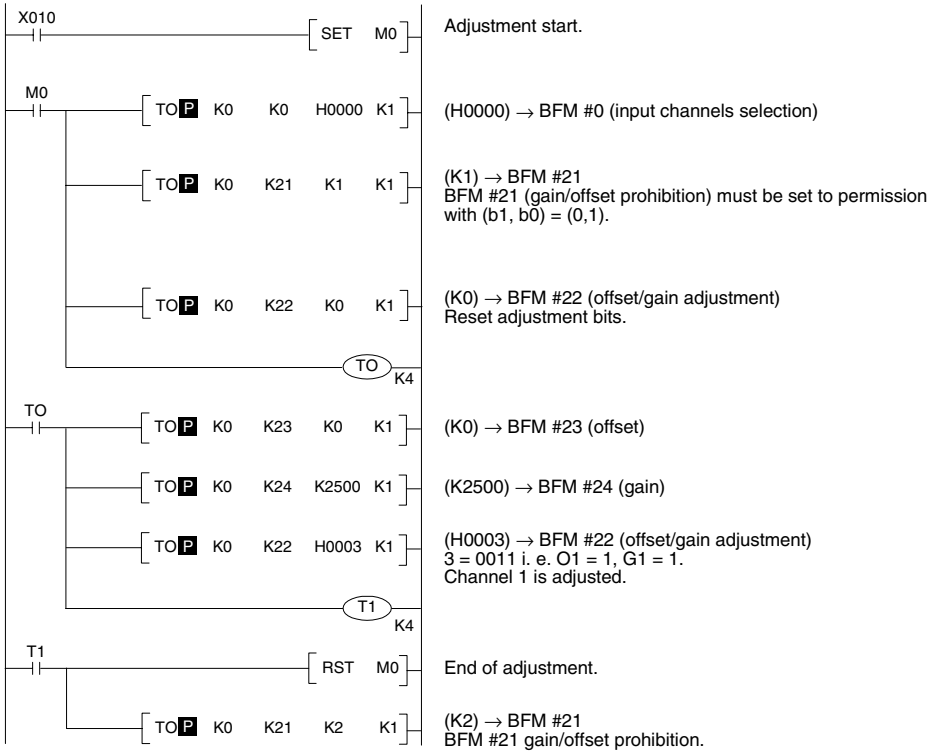 X010
SET M0
Adjustment start.
M0
TO P K0 K0 H0000 K1
(H0000) → BFM #0 (input channels selection)
TO P K0 K21 K1 K1
(K1) → BFM #21
BFM #21 (gain/offset prohibition) must be set to permission
with (b1, b0) = (0,1).
TO P K0 K22 K0 K1
(K0) → BFM #22 (offset/gain adjustment)
Reset adjustment bits.
TO
K4
TO
TO P K0 K23 K0 K1
(K0) → BFM #23 (offset)
TO P K0 K24 K2500 K1
(K2500) → BFM #24 (gain)
TO P K0 K22 H0003 K1
(H0003) → BFM #22 (offset/gain adjustment)
3 = 0011 i. e. O1 = 1, G1 = 1.
Channel 1 is adjusted.
T1
K4
T1
RST M0
End of adjustment.
TO P K0 K21 K2 K1
(K2) → BFM #21
BFM #21 gain/offset prohibition.